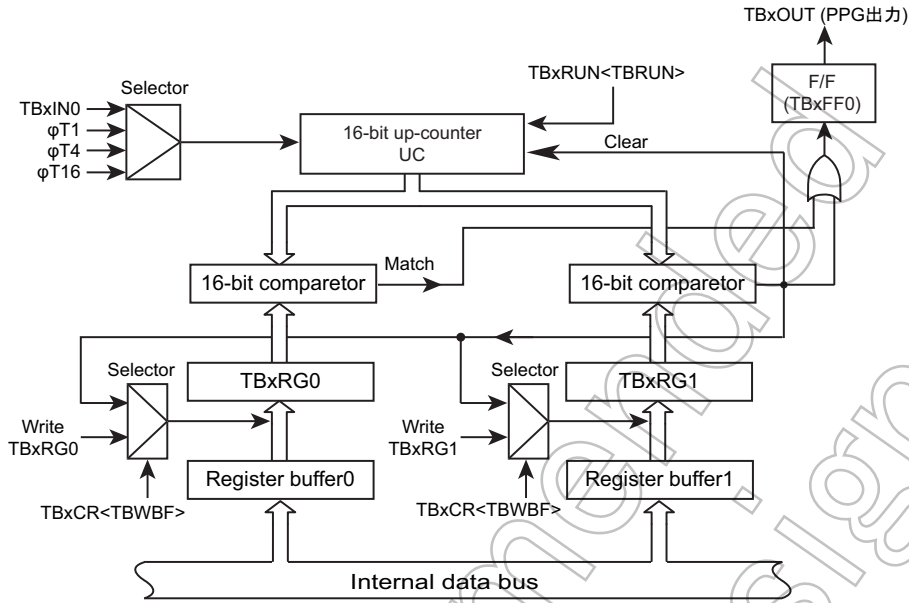 TBxOUT (PPG出力)
F/F
(TBxFF0)
Selector
TBxIN0
φT1
φT4
φT16
TBxRUN<TBRUN>
16-bit up-counter
UC
Clear
16-bit comparetor
Match
16-bit comparetor
Selector
TBxRG0
Selector
TBxRG1
Write
TBxRG0
Write
TBxRG1
Register buffer0
Register buffer1
TBxCR<TBWBF>
TBxCR<TBWBF>
Internal data bus